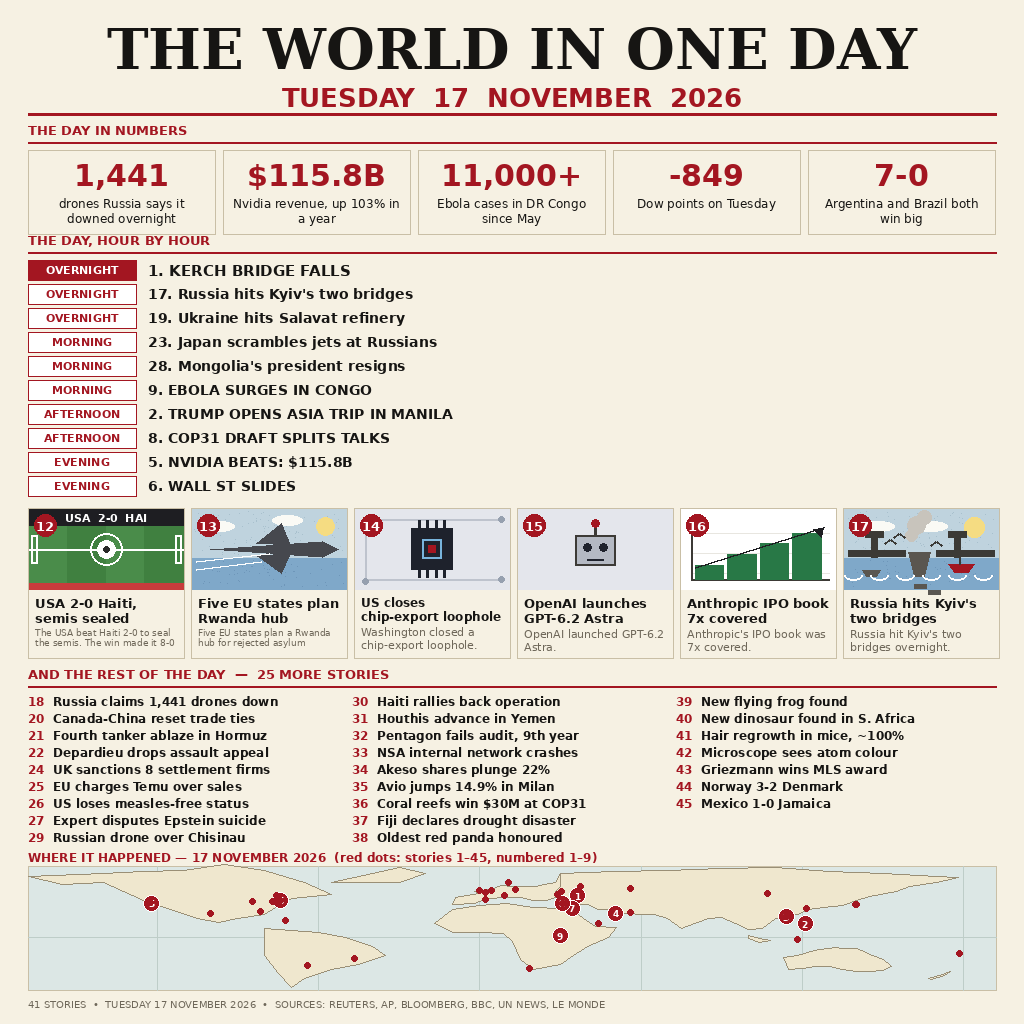 THE WORLD IN ONE DAY
TUESDAY 17 NOVEMBER 2026
THE DAY IN NUMBERS
1,441
drones Russia says it
downed overnight
$115.8B
Nvidia revenue, up 103% in
a year
11,000+
Ebola cases in DR Congo
since May
-849
Dow points on Tuesday
7-0
Argentina and Brazil both
win big
THE DAY, HOUR BY HOUR
OVERNIGHT 1. KERCH BRIDGE FALLS
OVERNIGHT 17. Russia hits Kyiv's two bridges
OVERNIGHT 19. Ukraine hits Salavat refinery
MORNING 23. Japan scrambles jets at Russians
MORNING 28. Mongolia's president resigns
MORNING 9. EBOLA SURGES IN CONGO
AFTERNOON 2. TRUMP OPENS ASIA TRIP IN MANILA
AFTERNOON 8. COP31 DRAFT SPLITS TALKS
EVENING 5. NVIDIA BEATS: $115.8B
EVENING 6. WALL ST SLIDES
12
USA 2-0 HAI
USA 2-0 Haiti,
semis sealed
The USA beat Haiti 2-0 to seal
the semis. The win made it 8-0
13
Five EU states plan
Rwanda hub
Five EU states plan a Rwanda
hub for rejected asylum
14
US closes
chip-export loophole
Washington closed a
chip-export loophole.
15
OpenAI launches
GPT-6.2 Astra
OpenAI launched GPT-6.2
Astra.
16
Anthropic IPO book
7x covered
Anthropic's IPO book was
7x covered.
17
Russia hits Kyiv's
two bridges
Russia hit Kyiv's two
bridges overnight.
AND THE REST OF THE DAY — 25 MORE STORIES
18 Russia claims 1,441 drones down
20 Canada-China reset trade ties
21 Fourth tanker ablaze in Hormuz
22 Depardieu drops assault appeal
24 UK sanctions 8 settlement firms
25 EU charges Temu over sales
26 US loses measles-free status
27 Expert disputes Epstein suicide
29 Russian drone over Chisinau
30 Haiti rallies back operation
31 Houthis advance in Yemen
32 Pentagon fails audit, 9th year
33 NSA internal network crashes
34 Akeso shares plunge 22%
35 Avio jumps 14.9% in Milan
36 Coral reefs win $30M at COP31
37 Fiji declares drought disaster
38 Oldest red panda honoured
39 New flying frog found
40 New dinosaur found in S. Africa
41 Hair regrowth in mice, ~100%
42 Microscope sees atom colour
43 Griezmann wins MLS award
44 Norway 3-2 Denmark
45 Mexico 1-0 Jamaica
WHERE IT HAPPENED — 17 NOVEMBER 2026 (red dots: stories 1–45, numbered 1–9)
1
7
4
2
9
41 STORIES • TUESDAY 17 NOVEMBER 2026 • SOURCES: REUTERS, AP, BLOOMBERG, BBC, UN NEWS, LE MONDE